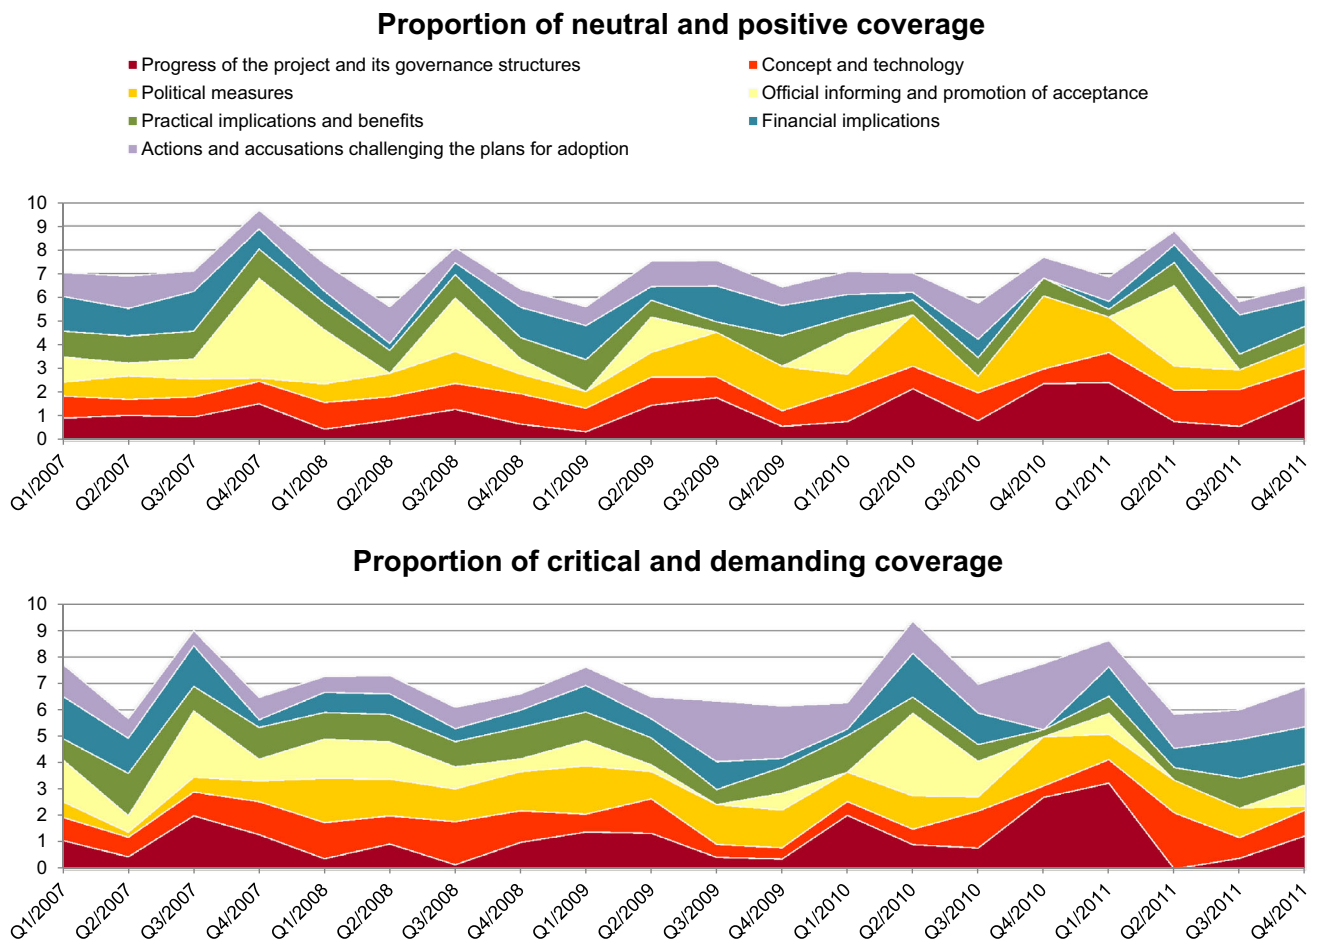 Proportion of neutral and positive coverage
Progress of the project and its governance structures
Concept and technology
Political measures
Official informing and promotion of acceptance
Practical implications and benefits
Financial implications
Actions and accusations challenging the plans for adoption
10
9
8
7
6
5
4
3
2
1
0
Q1/2007
Q2/2007
Q3/2007
Q4/2007
Q1/2008
Q2/2008
Q3/2008
Q4/2008
Q1/2009
Q2/2009
Q3/2009
Q4/2009
Q1/2010
Q2/2010
Q3/2010
Q4/2010
Q1/2011
Q2/2011
Q3/2011
Q4/2011
Proportion of critical and demanding coverage
10
9
8
7
6
5
4
3
2
1
0
Q1/2007
Q2/2007
Q3/2007
Q4/2007
Q1/2008
Q2/2008
Q3/2008
Q4/2008
Q1/2009
Q2/2009
Q3/2009
Q4/2009
Q1/2010
Q2/2010
Q3/2010
Q4/2010
Q1/2011
Q2/2011
Q3/2011
Q4/2011